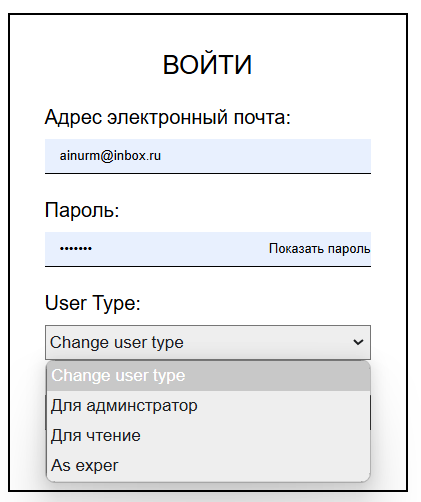 ВОЙТИ
Адрес электронный почта:
ainurm@inbox.ru
Пароль:
••••••• Показать пароль
User Type:
Change user type
Change user type
Для админстратор
Для чтение
As exper